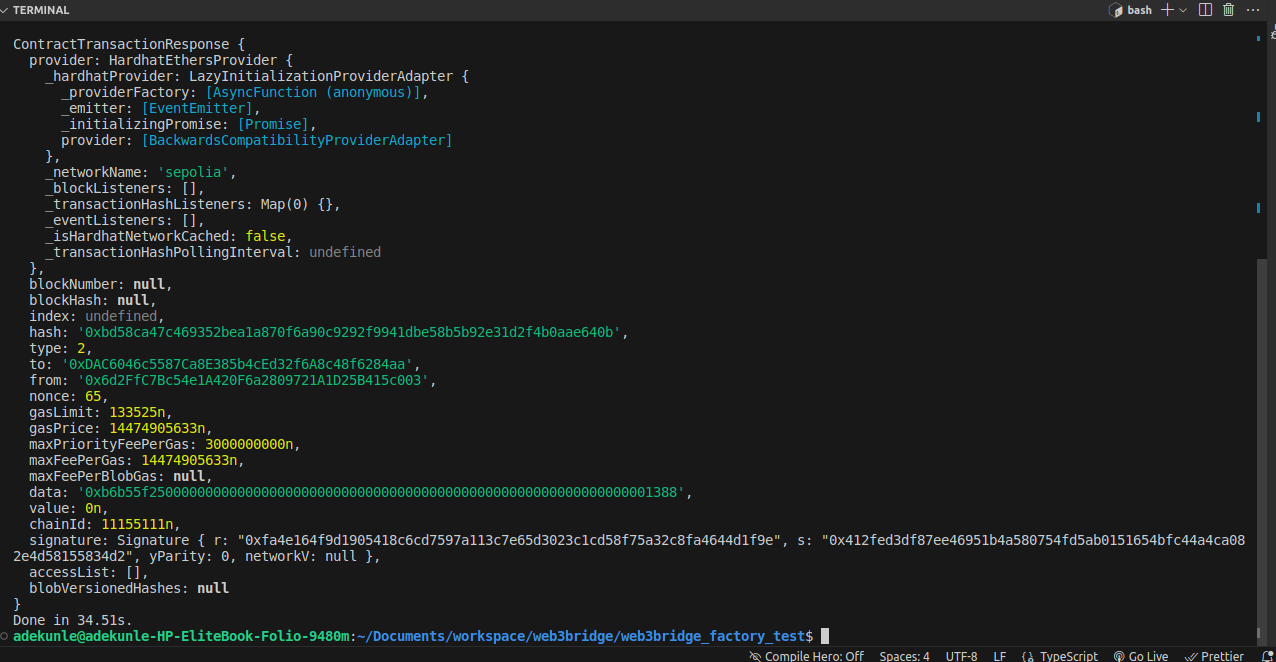 TERMINAL
bash
ContractTransactionResponse {
provider: HardhatEthersProvider {
_hardhatProvider: LazyInitializationProviderAdapter {
_providerFactory: [AsyncFunction (anonymous)],
_emitter: [EventEmitter],
_initializingPromise: [Promise],
provider: [BackwardsCompatibilityProviderAdapter]
},
_networkName: 'sepolia',
_blockListeners: [],
_transactionHashListeners: Map(0) {},
_eventListeners: [],
_isHardhatNetworkCached: false,
_transactionHashPollingInterval: undefined
},
blockNumber: null,
blockHash: null,
index: undefined,
hash: '0xbd58ca47c469352bea1a870f6a90c9292f9941dbe58b5b92e31d2f4b0aae640b',
type: 2,
to: '0xDAC6046c5587Ca8E385b4cEd32f6A8c48f6284aa',
from: '0x6d2FfC7Bc54e1A420F6a2809721A1D25B415c003',
nonce: 65,
gasLimit: 133525n,
gasPrice: 14474905633n,
maxPriorityFeePerGas: 3000000000n,
maxFeePerGas: 14474905633n,
maxFeePerBlobGas: null,
data: '0xb6b55f250000000000000000000000000000000000000000000000000000000000001388',
value: 0n,
chainId: 11155111n,
signature: Signature { r: "0xfa4e164f9d1905418c6cd7597a113c7e65d3023c1cd58f75a32c8fa4644d1f9e", s: "0x412fed3df87ee46951b4a580754fd5ab0151654bfc44a4ca08
2e4d58155834d2", yParity: 0, networkV: null },
accessList: [],
blobVersionedHashes: null
}
Done in 34.51s.
adekunle@adekunle-HP-EliteBook-Folio-9480m:~/Documents/workspace/web3bridge/web3bridge_factory_test$
Compile Hero: Off Spaces: 4 UTF-8 LF TypeScript Go Live Prettier